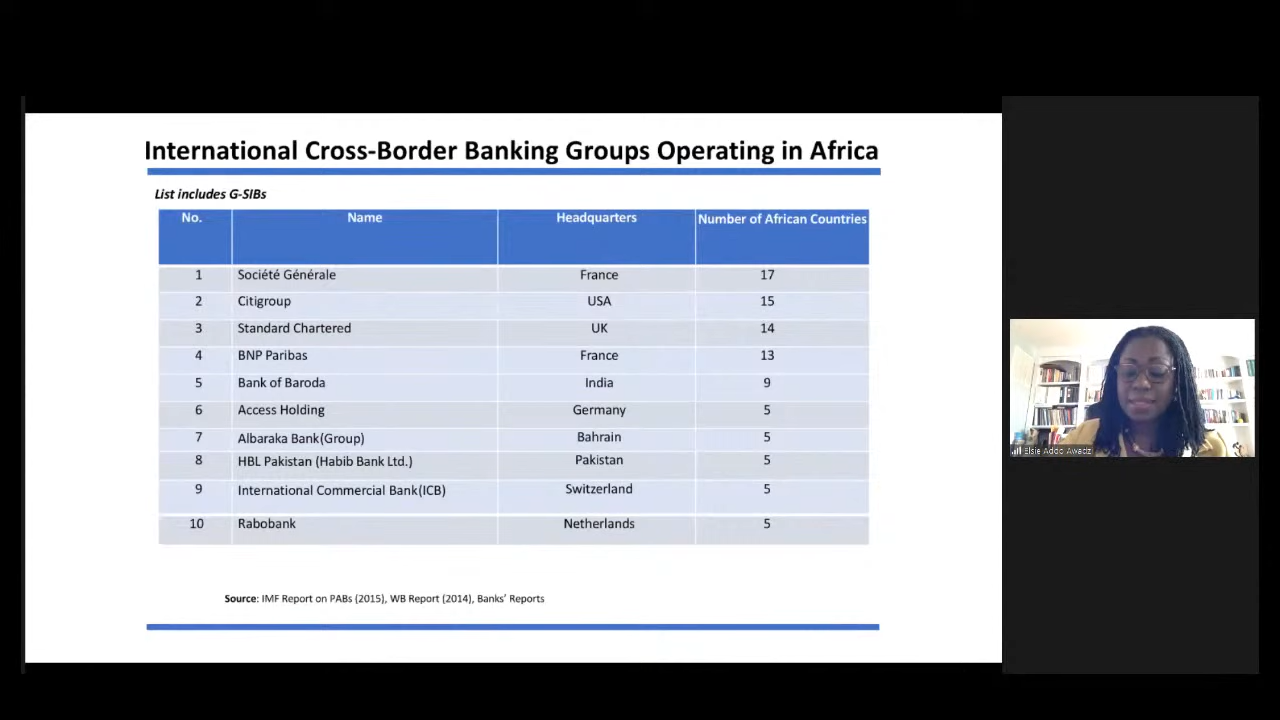 International Cross-Border Banking Groups Operating in Africa
List includes G-SIBs
No. Name Headquarters Number of African Countries
1 Société Générale France 17
2 Citigroup USA 15
3 Standard Chartered UK 14
4 BNP Paribas France 13
5 Bank of Baroda India 9
6 Access Holding Germany 5
7 Albaraka Bank(Group) Bahrain 5
8 HBL Pakistan (Habib Bank Ltd.) Pakistan 5
9 International Commercial Bank(ICB) Switzerland 5
10 Rabobank Netherlands 5
Source: IMF Report on PABs (2015), WB Report (2014), Banks' Reports
Elsie Addo Awadzi